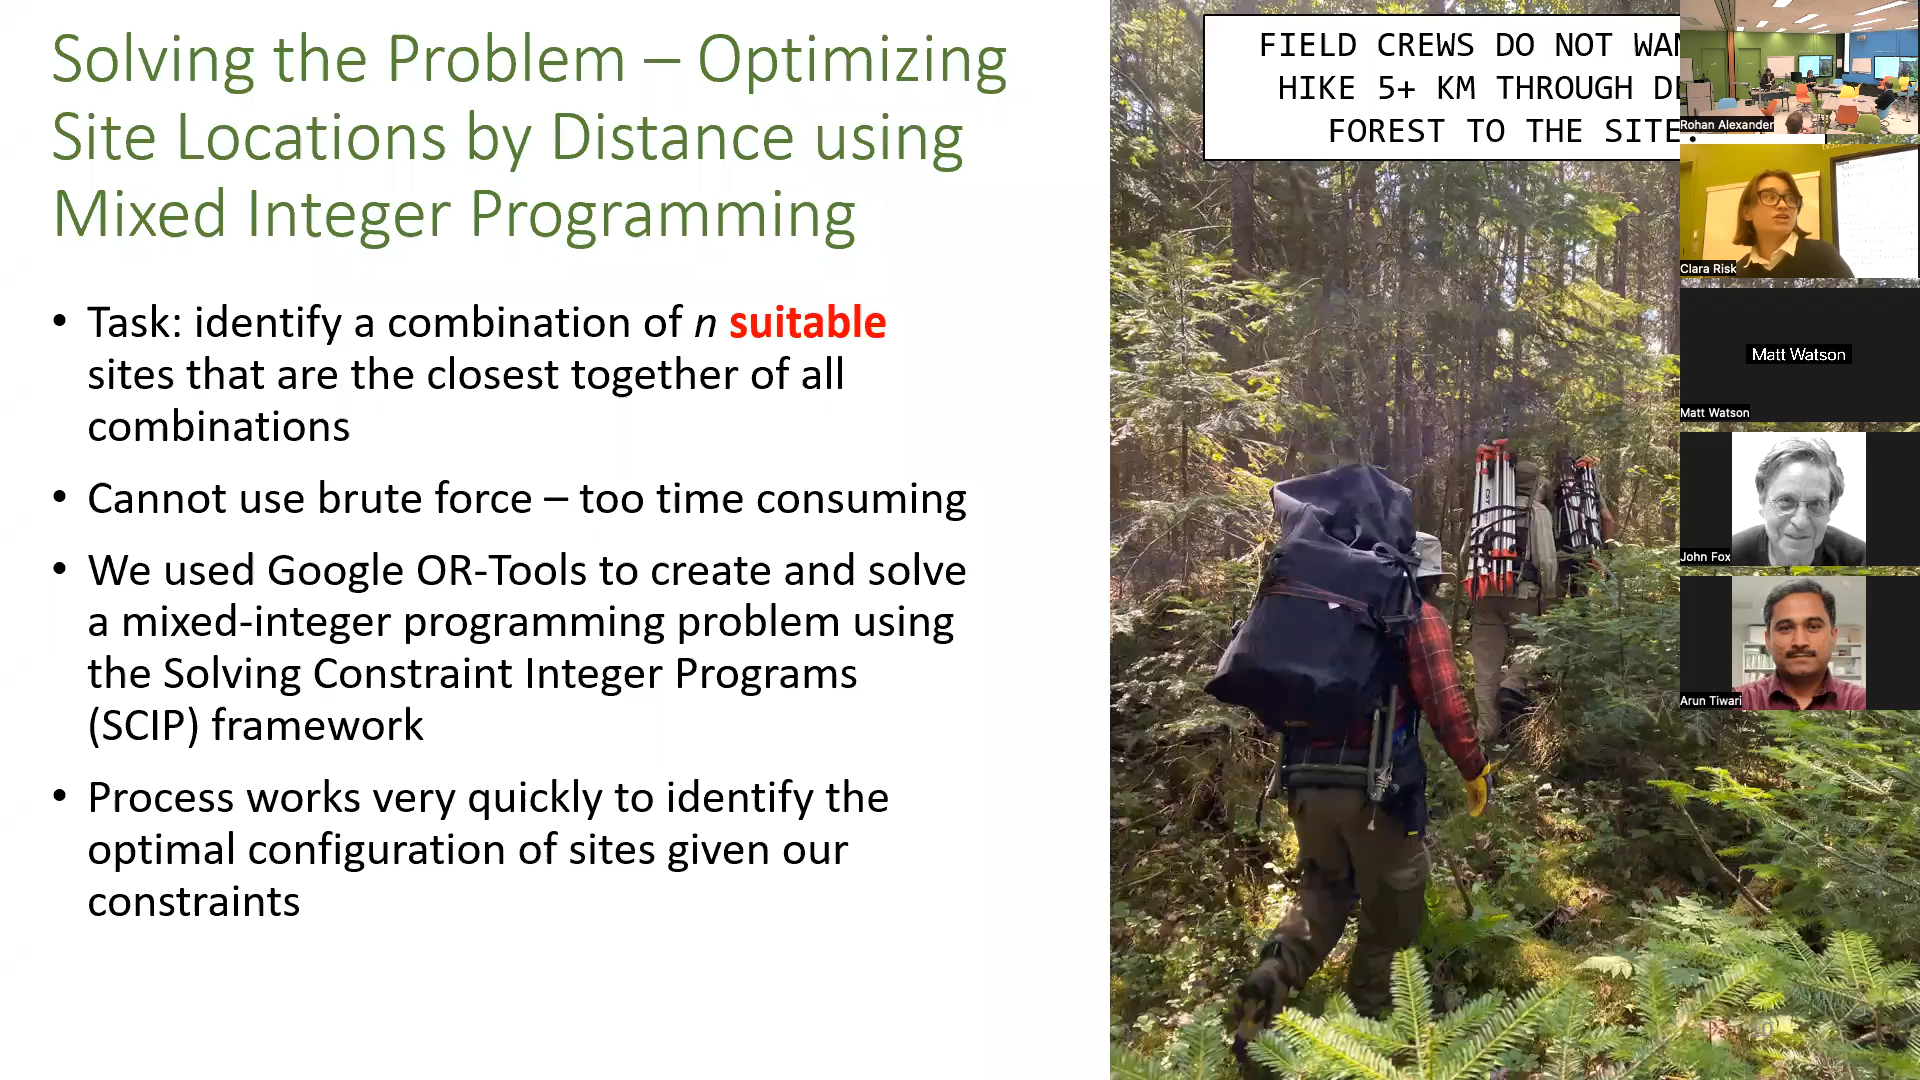 Solving the Problem – Optimizing
Site Locations by Distance using
Mixed Integer Programming
• Task: identify a combination of n suitable
sites that are the closest together of all
combinations
• Cannot use brute force – too time consuming
• We used Google OR-Tools to create and solve
a mixed-integer programming problem using
the Solving Constraint Integer Programs
(SCIP) framework
• Process works very quickly to identify the
optimal configuration of sites given our
constraints
FIELD CREWS DO NOT WAN
HIKE 5+ KM THROUGH DE
FOREST TO THE SITE.
Rohan Alexander
Clara Risk
Matt Watson
Matt Watson
John Fox
Arun Tiwari